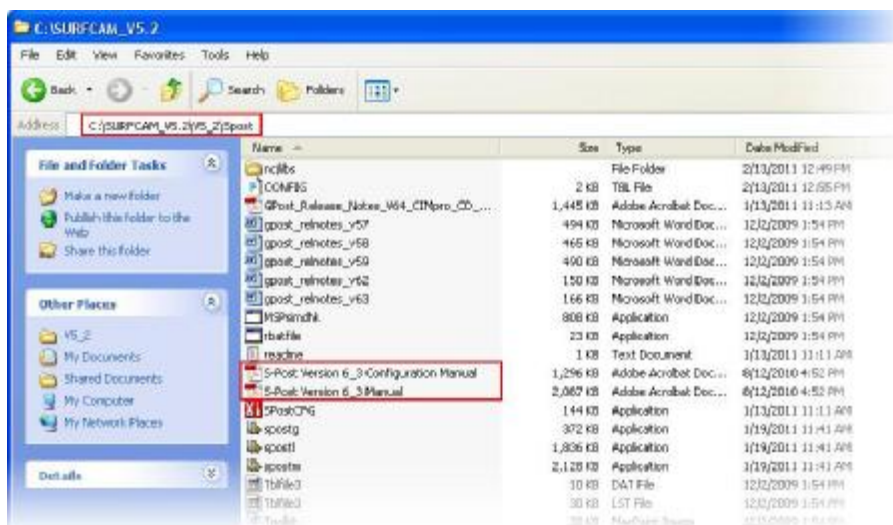 C:\SURFCAM_V5.2
File Edit View Favorites Tools Help
Back Search Folders
Address C:\SURFCAM_V5.2\V5_2\Spost
Name Size Type Date Modified
File and Folder Tasks
Make a new folder
Publish this folder to the Web
Share this folder
Other Places
V5_2
My Documents
Shared Documents
My Computer
My Network Places
Details
nclibs File Folder 2/13/2011 12:49 PM
CONFIG 2 KB TBL File 2/13/2011 12:55 PM
GPost_Release_Notes_V64_CIMpro_CD_... 1,445 KB Adobe Acrobat Doc... 1/13/2011 11:13 AM
gpost_relnotes_v57 494 KB Microsoft Word Doc... 12/2/2009 1:54 PM
gpost_relnotes_v58 465 KB Microsoft Word Doc... 12/2/2009 1:54 PM
gpost_relnotes_v59 490 KB Microsoft Word Doc... 12/2/2009 1:54 PM
gpost_relnotes_v62 150 KB Microsoft Word Doc... 12/2/2009 1:54 PM
gpost_relnotes_v63 166 KB Microsoft Word Doc... 12/2/2009 1:54 PM
808 KB Application 12/2/2009 1:54 PM
rbatfile 23 KB Application 12/2/2009 1:54 PM
readme 1 KB Text Document 1/13/2011 11:11 AM
S-Post Version 6_3 Configuration Manual 1,296 KB Adobe Acrobat Doc... 8/12/2010 4:52 PM
S-Post Version 6_3 Manual 2,067 KB Adobe Acrobat Doc... 8/12/2010 4:52 PM
SPostCPG 144 KB Application 1/13/2011 11:11 AM
spostg 372 KB Application 1/19/2011 11:41 AM
spostl 1,836 KB Application 1/19/2011 11:41 AM
spostm 2,128 KB Application 1/19/2011 11:41 AM
Tblfile3 10 KB DAT File 12/2/2009 1:54 PM
Tblfile3 30 KB LST File 12/2/2009 1:54 PM